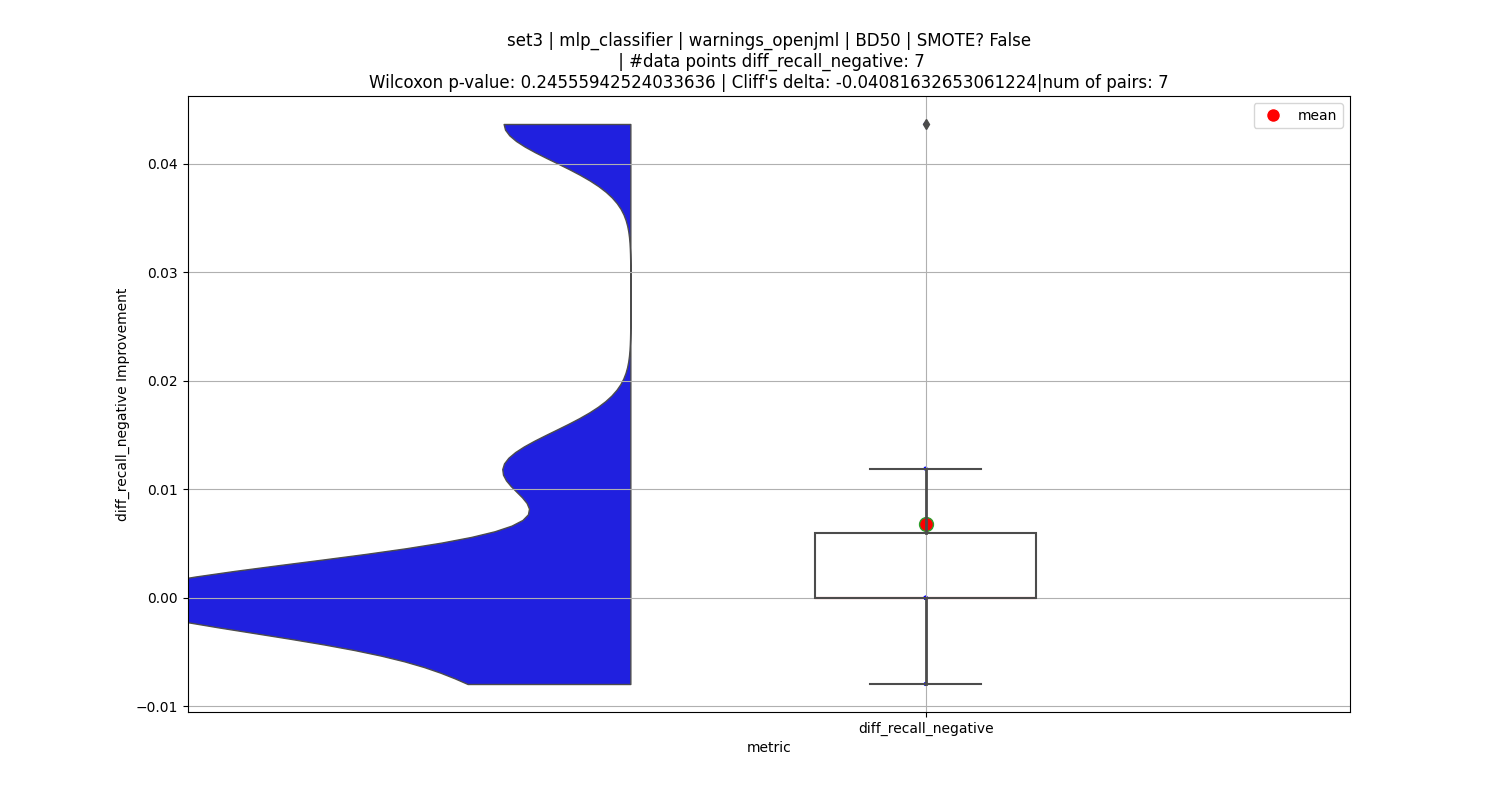 set3 | mlp_classifier | warnings_openjml | BD50 | SMOTE? False
| #data points diff_recall_negative: 7
Wilcoxon p-value: 0.24555942524033636 | Cliff's delta: -0.04081632653061224|num of pairs: 7
mean
0.04
0.03
0.02
0.01
0.00
−0.01
diff_recall_negative Improvement
diff_recall_negative
metric